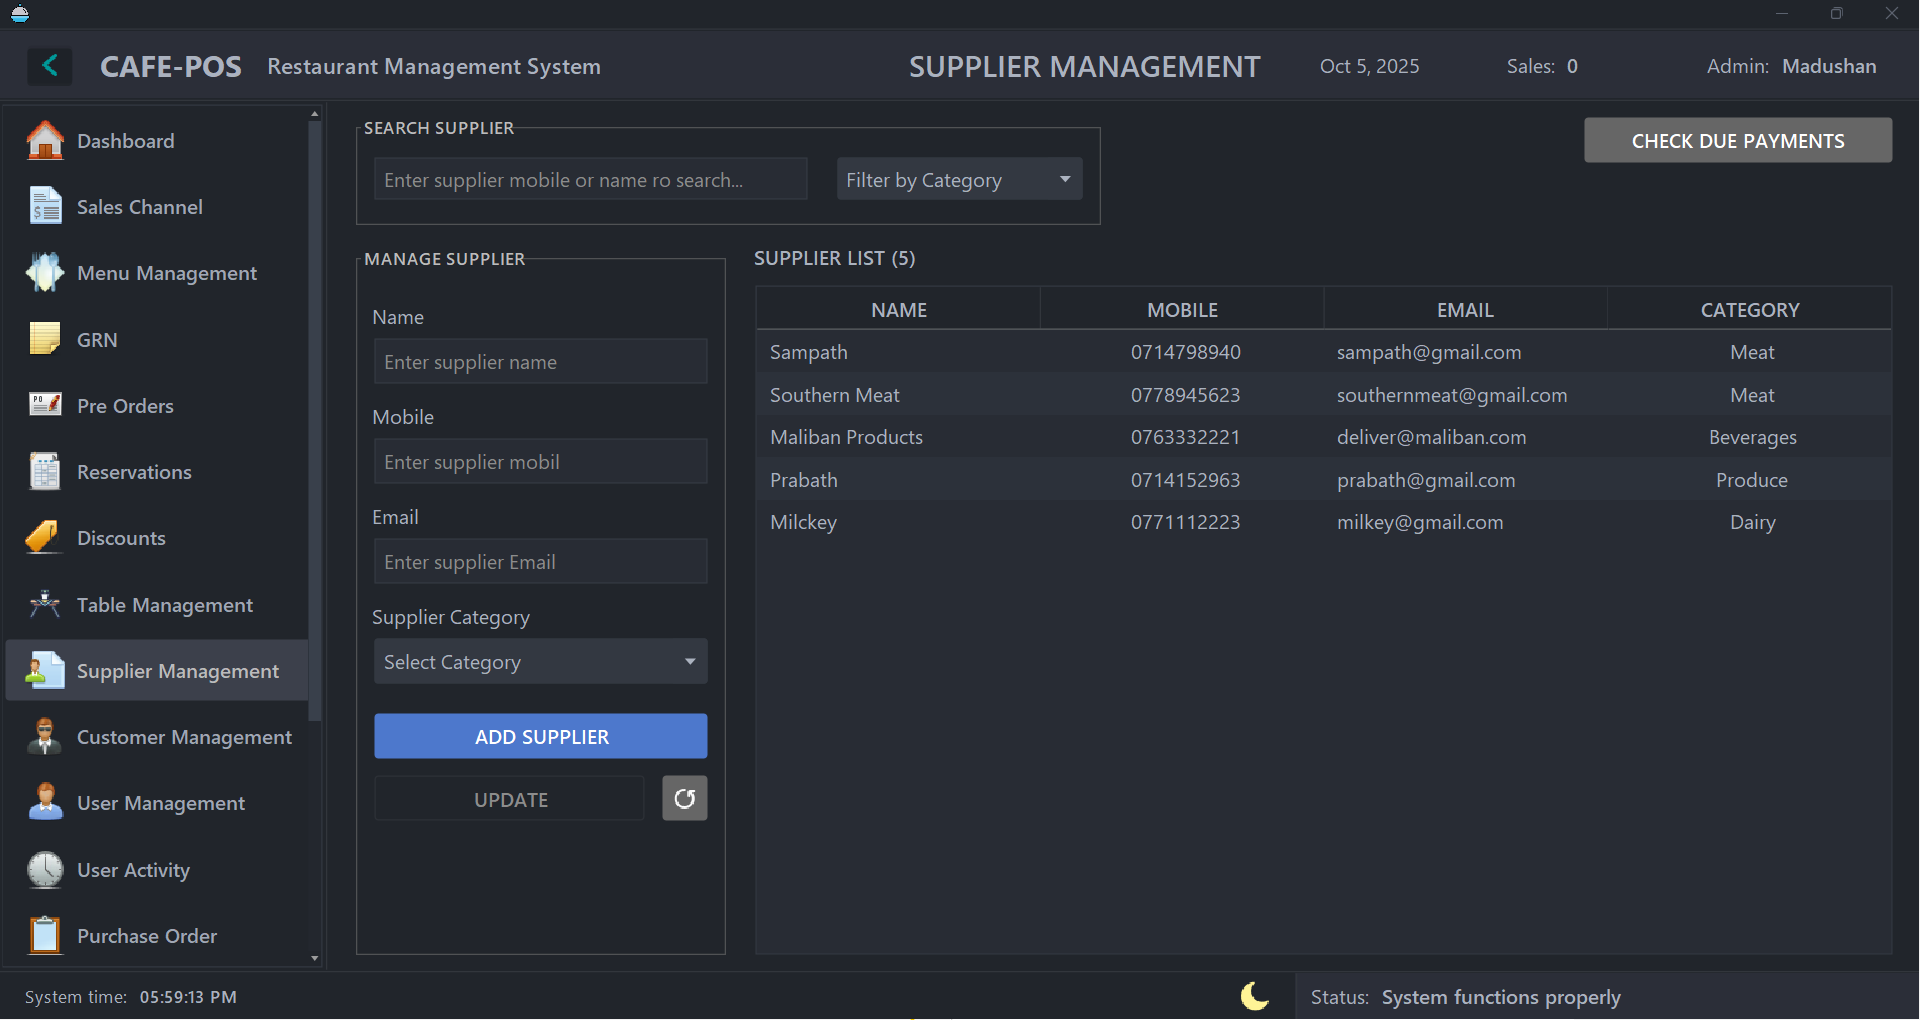 CAFE-POS Restaurant Management System SUPPLIER MANAGEMENT Oct 5, 2025 Sales: 0 Admin: Madushan
Dashboard
Sales Channel
Menu Management
GRN
Pre Orders
Reservations
Discounts
Table Management
Supplier Management
Customer Management
User Management
User Activity
Purchase Order
SEARCH SUPPLIER
Enter supplier mobile or name ro search... Filter by Category
CHECK DUE PAYMENTS
MANAGE SUPPLIER
Name
Enter supplier name
Mobile
Enter supplier mobil
Email
Enter supplier Email
Supplier Category
Select Category
ADD SUPPLIER
UPDATE
SUPPLIER LIST (5)
NAME MOBILE EMAIL CATEGORY
Sampath 0714798940 sampath@gmail.com Meat
Southern Meat 0778945623 southernmeat@gmail.com Meat
Maliban Products 0763332221 deliver@maliban.com Beverages
Prabath 0714152963 prabath@gmail.com Produce
Milckey 0771112223 milkey@gmail.com Dairy
System time: 05:59:13 PM Status: System functions properly